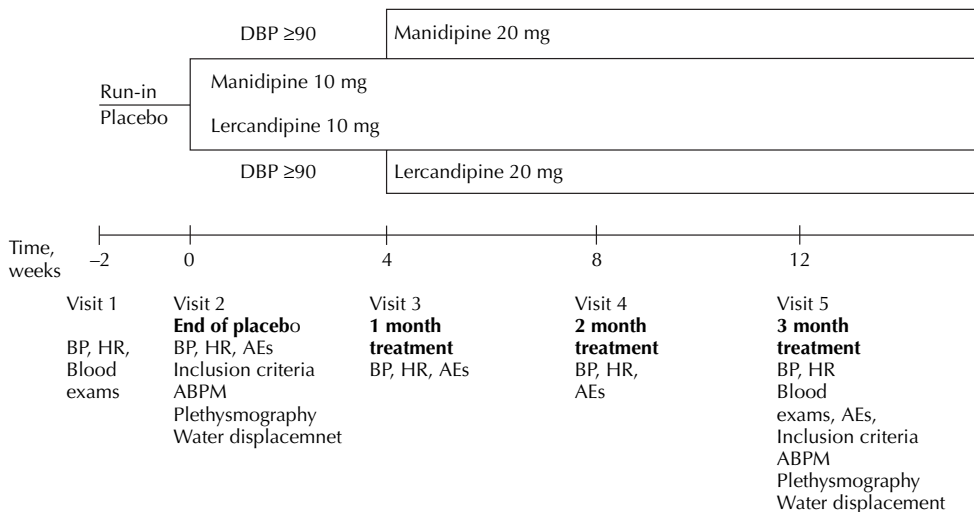 DBP ≥90
Manidipine 20 mg
Run-in
Placebo
Manidipine 10 mg
Lercandipine 10 mg
DBP ≥90
Lercandipine 20 mg
Time,
weeks
–2
0
4
8
12
Visit 1
BP, HR,
Blood
exams
Visit 2
End of placebo
BP, HR, AEs
Inclusion criteria
ABPM
Plethysmography
Water displacemnet
Visit 3
1 month
treatment
BP, HR, AEs
Visit 4
2 month
treatment
BP, HR,
AEs
Visit 5
3 month
treatment
BP, HR
Blood
exams, AEs,
Inclusion criteria
ABPM
Plethysmography
Water displacement